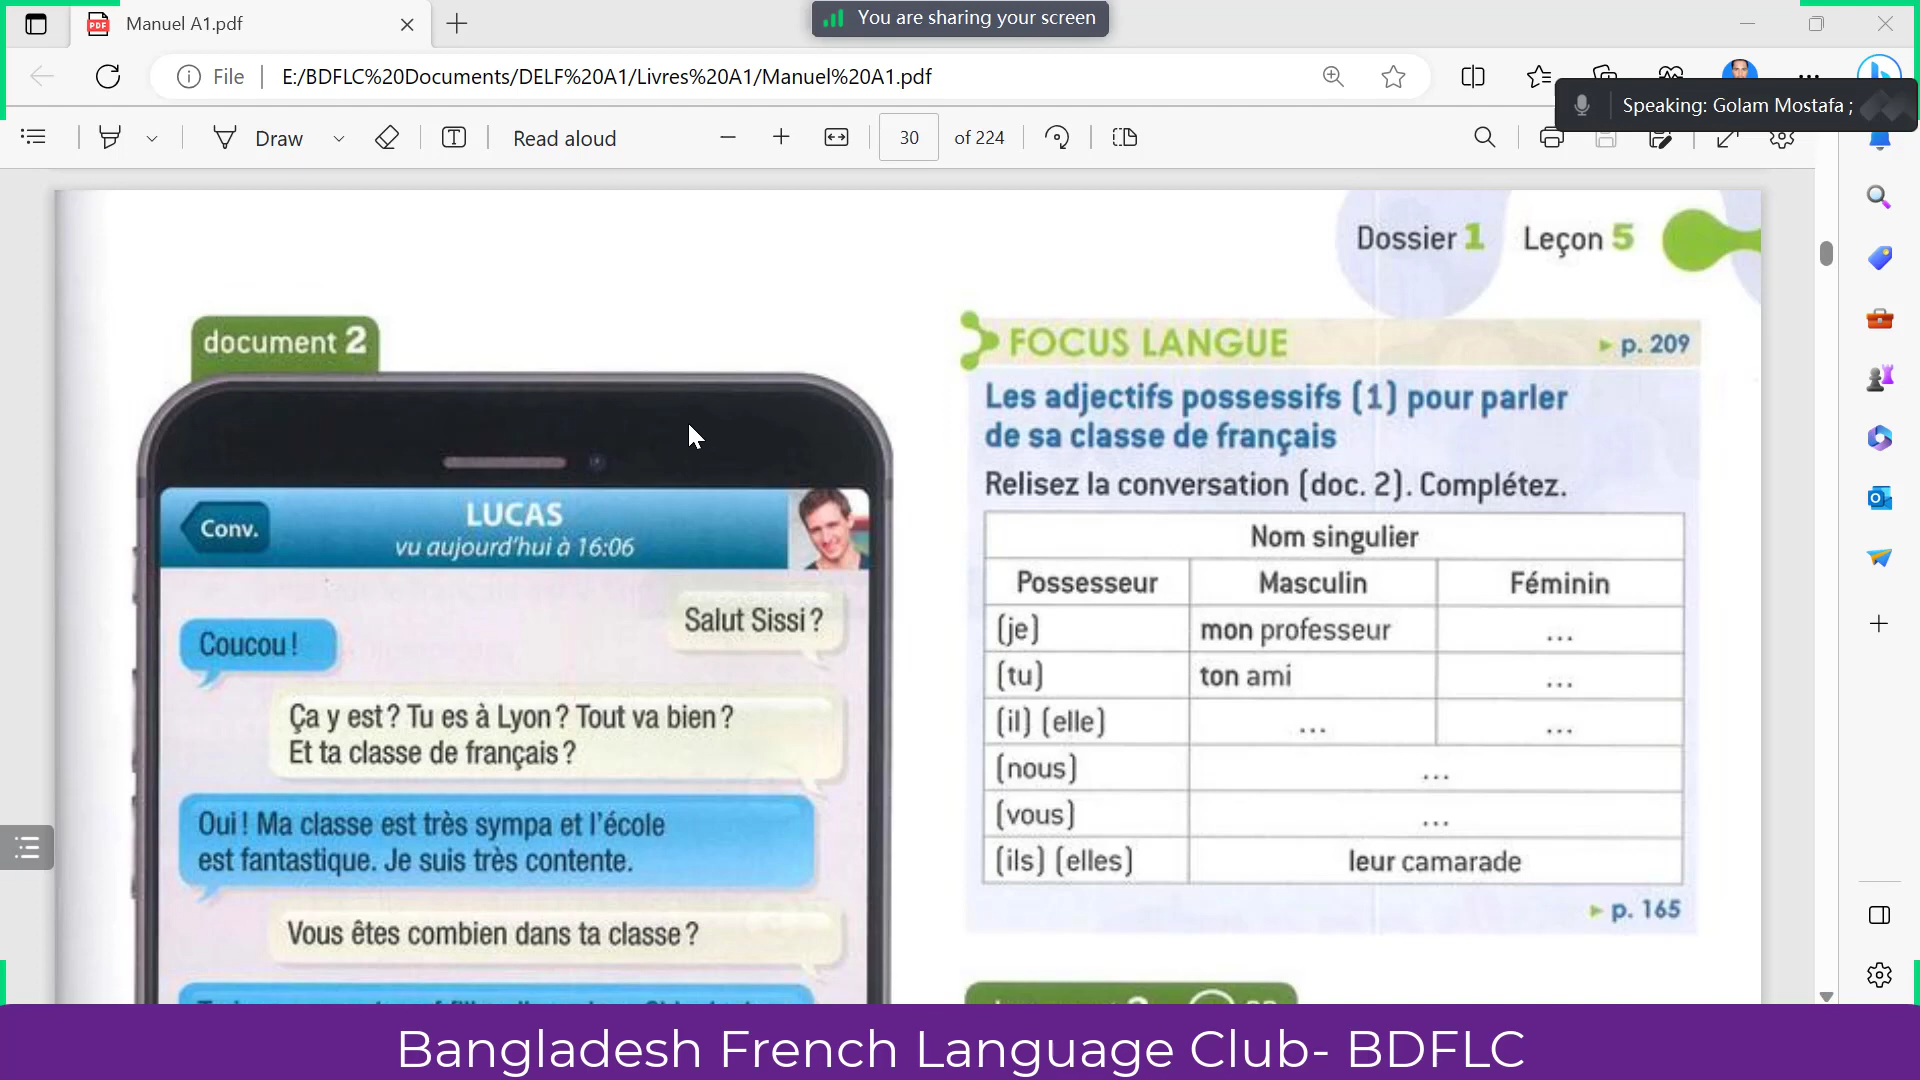 Manuel A1.pdf
You are sharing your screen
File
E:/BDFLC%20Documents/DELF%20A1/Livres%20A1/Manuel%20A1.pdf
Speaking: Golam Mostafa ;
Draw
Read aloud
30 of 224
Dossier 1 Leçon 5
document 2
LUCAS
Conv.
vu aujourd'hui à 16:06
Salut Sissi ?
Coucou !
Ça y est ? Tu es à Lyon ? Tout va bien ?
Et ta classe de français ?
Oui ! Ma classe est très sympa et l'école
est fantastique. Je suis très contente.
Vous êtes combien dans ta classe ?
FOCUS LANGUE
p. 209
Les adjectifs possessifs (1) pour parler
de sa classe de français
Relisez la conversation (doc. 2). Complétez.
Nom singulier
Possesseur Masculin Féminin
(je) mon professeur ...
(tu) ton ami ...
(il) (elle) ... ...
(nous) ...
(vous) ...
(ils) (elles) leur camarade
p. 165
Bangladesh French Language Club- BDFLC